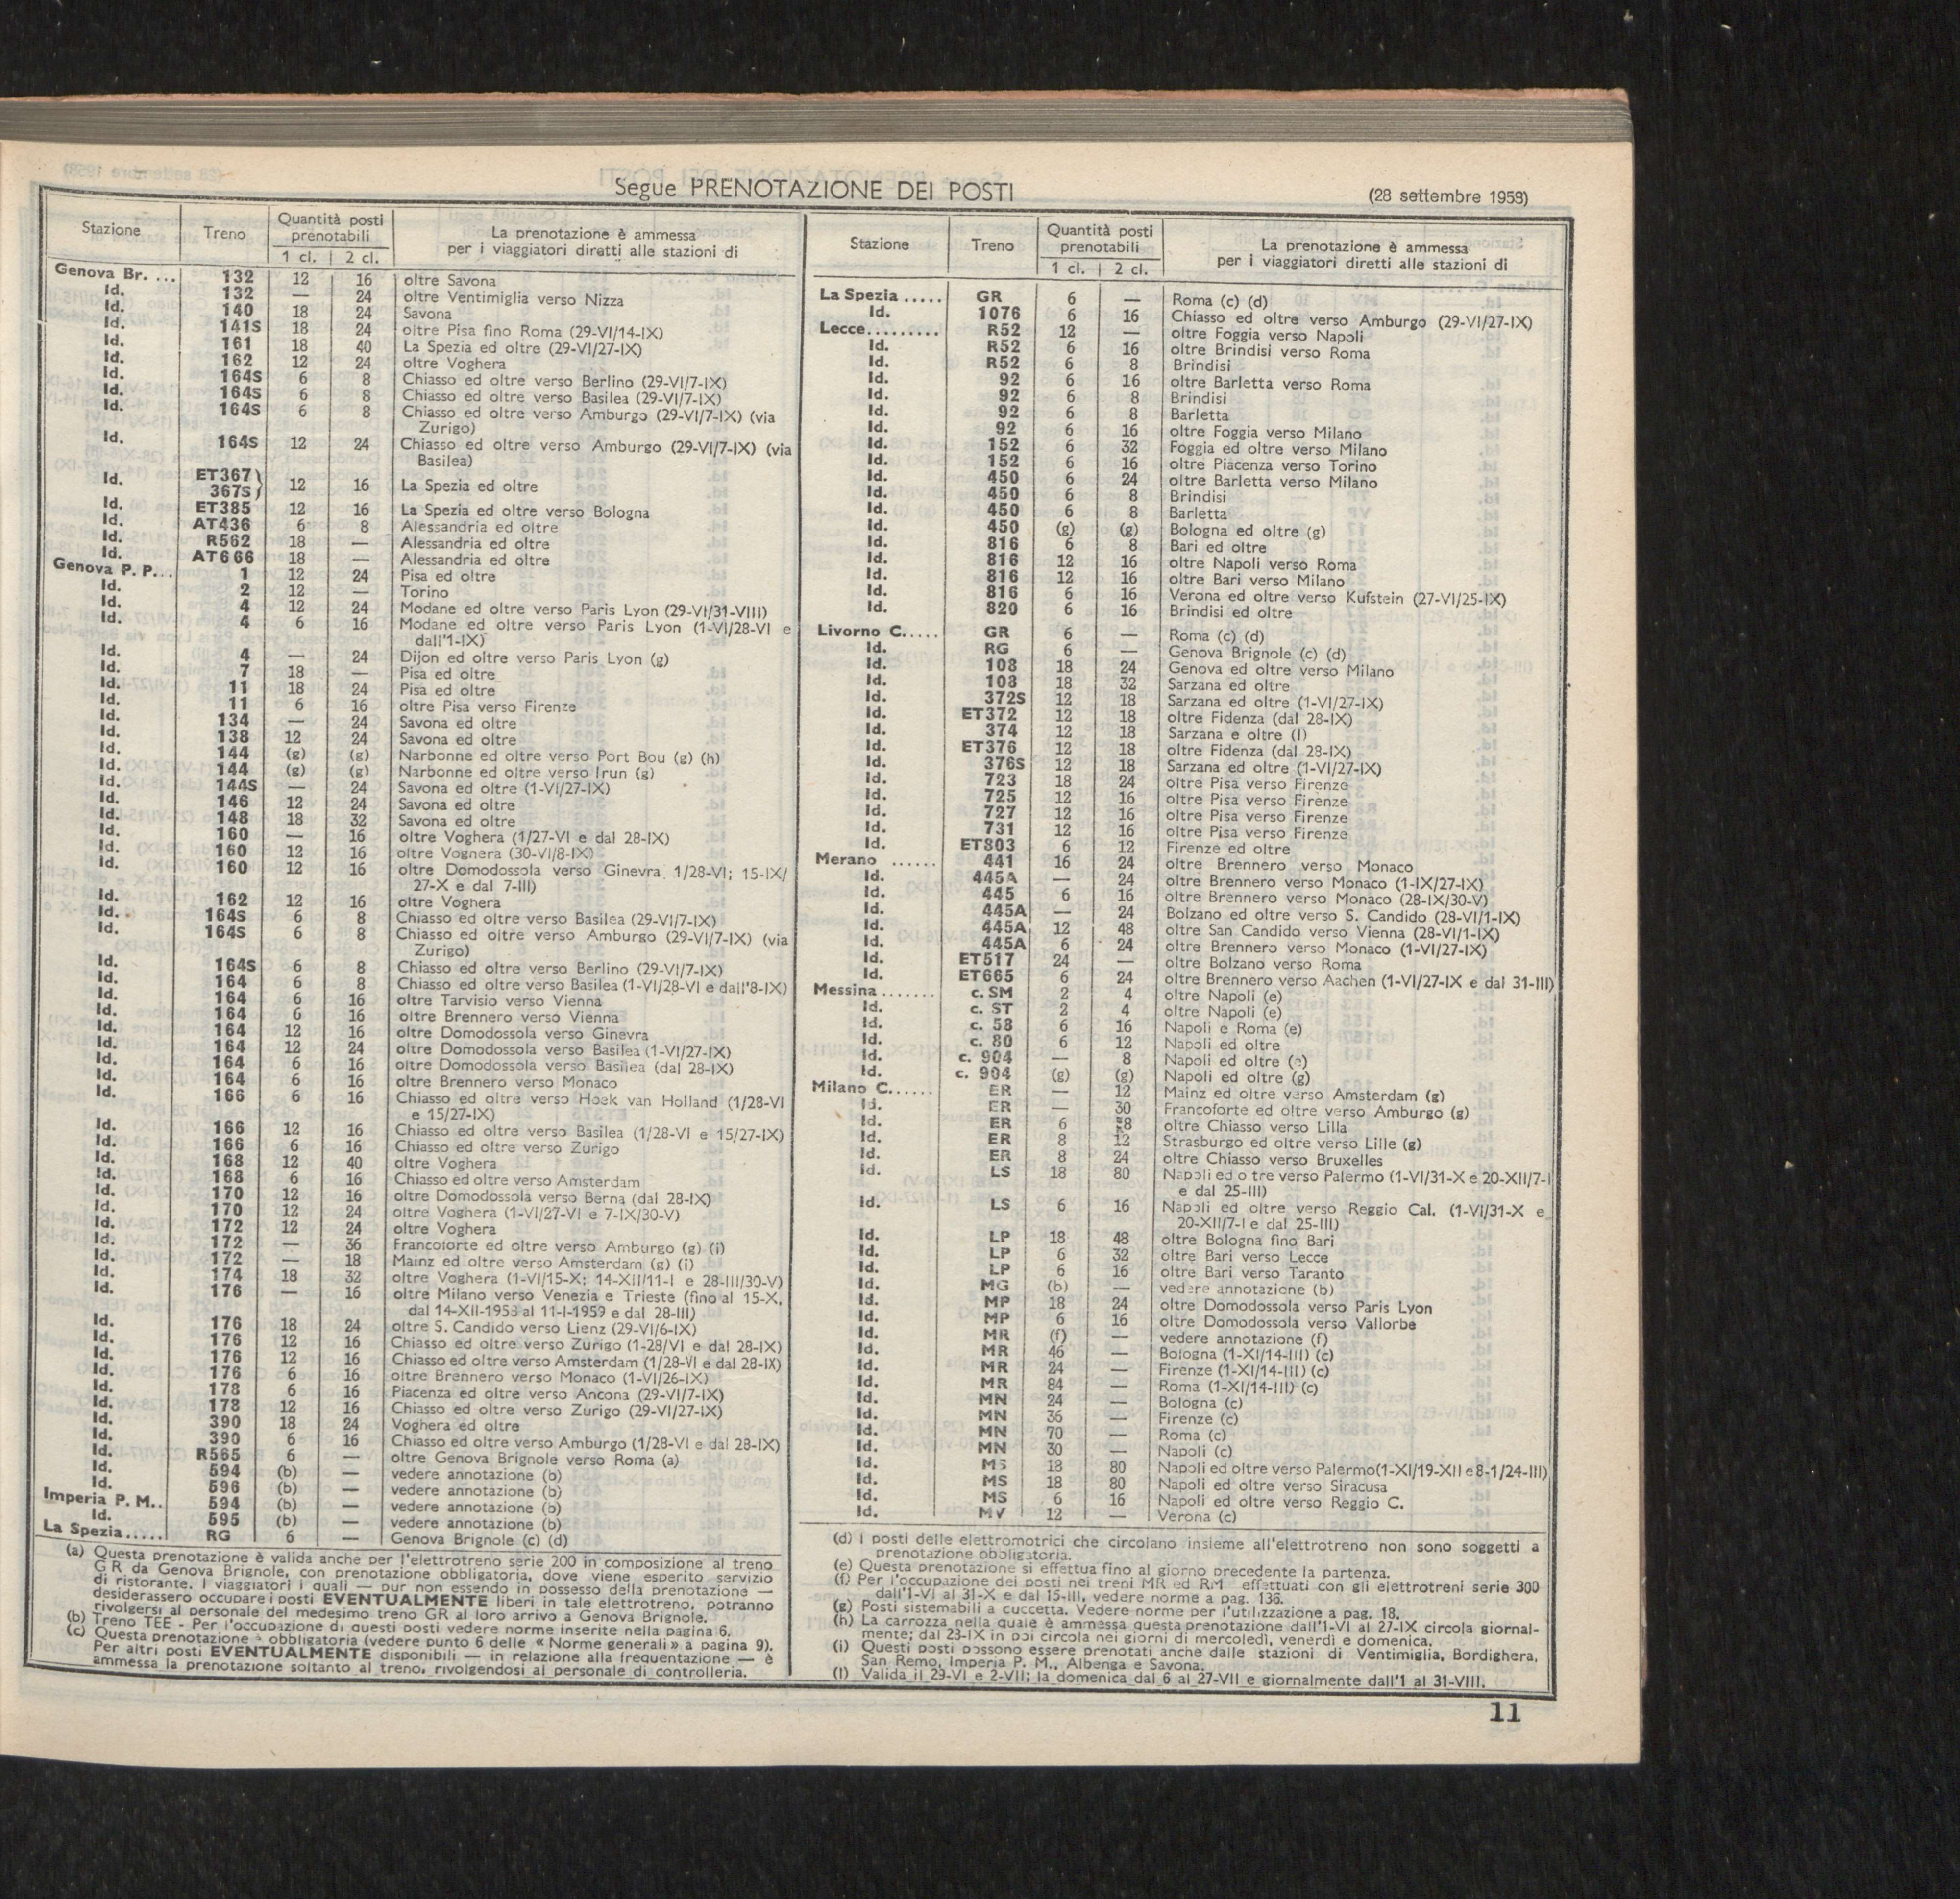 Segue PRENOTAZIONE DEI POSTI
(28 settembre 1958)
Stazione Treno Quantità posti prenotabili 1 cl. 2 cl. La prenotazione è ammessa per i viaggiatori diretti alle stazioni di
Genova Br. ... 132 12 16 oltre Savona
Id. 132 — 24 oltre Ventimiglia verso Nizza
Id. 140 18 24 Savona
Id. 141S 18 24 oltre Pisa fino Roma (29-VI/14-IX)
Id. 161 18 40 La Spezia ed oltre (29-VI/27-IX)
Id. 162 12 24 oltre Voghera
Id. 164S 6 8 Chiasso ed oltre verso Berlino (29-VI/7-IX)
Id. 164S 6 8 Chiasso ed oltre verso Basilea (29-VI/7-IX)
Id. 164S 6 8 Chiasso ed oltre verso Amburgo (29-VI/7-IX) (via
Zurigo)
Id. 164S 12 24 Chiasso ed oltre verso Amburgo (29-VI/7-IX) (via
Basilea)
Id. ET367 367S } 12 16 La Spezia ed oltre
Id. ET385 12 16 La Spezia ed oltre verso Bologna
Id. AT436 6 8 Alessandria ed oltre
Id. R562 18 — Alessandria ed oltre
Id. AT666 18 — Alessandria ed oltre
Genova P. P... 1 12 24 Pisa ed oltre
Id. 2 12 — Torino
Id. 4 12 24 Modane ed oltre verso Paris Lyon (29-VI/31-VIII)
Id. 4 6 16 Modane ed oltre verso Paris Lyon (1-VI/28-VI e
dall'1-IX)
Id. 4 — 24 Dijon ed oltre verso Paris Lyon (g)
Id. 7 18 — Pisa ed oltre
Id. 11 18 24 Pisa ed oltre
Id. 11 6 16 oltre Pisa verso Firenze
Id. 134 — 24 Savona ed oltre
Id. 138 12 24 Savona ed oltre
Id. 144 (g) (g) Narbonne ed oltre verso Port Bou (g) (h)
Id. 144 (g) (g) Narbonne ed oltre verso Irun (g)
Id. 144S — 24 Savona ed oltre (1-VI/27-IX)
Id. 146 12 24 Savona ed oltre
Id. 148 18 32 Savona ed oltre
Id. 160 — 16 oltre Voghera (1/27-VI e dal 28-IX)
Id. 160 12 16 oltre Voghera (30-VI/8-IX)
Id. 160 12 16 oltre Domodossola verso Ginevra. 1/28-VI; 15-IX/
27-X e dal 7-III)
Id. 162 12 16 oltre Voghera
Id. 164S 6 8 Chiasso ed oltre verso Basilea (29-VI/7-IX)
Id. 164S 6 8 Chiasso ed oltre verso Amburgo (29-VI/7-IX) (via
Zurigo)
Id. 164S 6 8 Chiasso ed oltre verso Berlino (29-VI/7-IX)
Id. 164 6 8 Chiasso ed oltre verso Basilea (1-VI/28-VI e dall'8-IX)
Id. 164 6 16 oltre Tarvisio verso Vienna
Id. 164 6 16 oltre Brennero verso Vienna
Id. 164 12 16 oltre Domodossola verso Ginevra
Id. 164 12 24 oltre Domodossola verso Basilea (1-VI/27-IX)
Id. 164 6 16 oltre Domodossola verso Basilea (dal 28-IX)
Id. 164 6 16 oltre Brennero verso Monaco
Id. 166 6 16 Chiasso ed oltre verso Hoek van Holland (1/28-VI
e 15/27-IX)
Id. 166 12 16 Chiasso ed oltre verso Basilea (1/28-VI e 15/27-IX)
Id. 166 6 16 Chiasso ed oltre verso Zurigo
Id. 168 12 40 oltre Voghera
Id. 168 6 16 Chiasso ed oltre verso Amsterdam
Id. 170 12 16 oltre Domodossola verso Berna (dal 28-IX)
Id. 170 12 24 oltre Voghera (1-VI/27-VI e 7-IX/30-V)
Id. 172 12 24 oltre Voghera
Id. 172 — 36 Francoforte ed oltre verso Amburgo (g) (i)
Id. 172 — 18 Mainz ed oltre verso Amsterdam (g) (i)
Id. 174 18 32 oltre Voghera (1-VI/15-X; 14-XII/11-I e 28-III/30-V)
Id. 176 — 16 oltre Milano verso Venezia e Trieste (fino al 15-X,
dal 14-XII-1958 al 11-I-1959 e dal 28-III)
Id. 176 18 24 oltre S. Candido verso Lienz (29-VI/6-IX)
Id. 176 12 16 Chiasso ed oltre verso Zurigo (1-28/VI e dal 28-IX)
Id. 176 12 16 Chiasso ed oltre verso Amsterdam (1/28-VI e dal 28-IX)
Id. 176 6 16 oltre Brennero verso Monaco (1-VI/26-IX)
Id. 178 6 16 Piacenza ed oltre verso Ancona (29-VI/7-IX)
Id. 178 12 16 Chiasso ed oltre verso Zurigo (29-VI/27-IX)
Id. 390 18 24 Voghera ed oltre
Id. 390 6 16 Chiasso ed oltre verso Amburgo (1/28-VI e dal 28-IX)
Id. R565 6 — oltre Genova Brignole verso Roma (a)
Id. 594 (b) — vedere annotazione (b)
Id. 596 (b) — vedere annotazione (b)
Imperia P. M.. 594 (b) — vedere annotazione (b)
Id. 595 (b) — vedere annotazione (b)
La Spezia..... RG 6 — Genova Brignole (c) (d)
(a) Questa prenotazione è valida anche per l'elettrotreno serie 200 in composizione al treno
GR da Genova Brignole, con prenotazione obbligatoria, dove viene esperito servizio
di ristorante. I viaggiatori i quali — pur non essendo in possesso della prenotazione —
desiderassero occupare i posti EVENTUALMENTE liberi in tale elettrotreno, potranno
rivolgersi al personale del medesimo treno GR al loro arrivo a Genova Brignole.
(b) Treno TEE - Per l'occupazione di questi posti vedere norme inserite nella pagina 6.
(c) Questa prenotazione è obbligatoria (vedere punto 6 delle « Norme generali » a pagina 9).
Per altri posti EVENTUALMENTE disponibili — in relazione alla frequentazione — è
ammessa la prenotazione soltanto al treno, rivolgendosi al personale di controlleria.
Stazione Treno Quantità posti prenotabili 1 cl. 2 cl. La prenotazione è ammessa per i viaggiatori diretti alle stazioni di
La Spezia ..... GR 6 — Roma (c) (d)
Id. 1076 6 16 Chiasso ed oltre verso Amburgo (29-VI/27-IX)
Lecce......... R52 12 — oltre Foggia verso Napoli
Id. R52 6 16 oltre Brindisi verso Roma
Id. R52 6 8 Brindisi
Id. 92 6 16 oltre Barletta verso Roma
Id. 92 6 8 Brindisi
Id. 92 6 8 Barletta
Id. 92 6 16 oltre Foggia verso Milano
Id. 152 6 32 Foggia ed oltre verso Milano
Id. 152 6 16 oltre Piacenza verso Torino
Id. 450 6 24 oltre Barletta verso Milano
Id. 450 6 8 Brindisi
Id. 450 6 8 Barletta
Id. 450 (g) (g) Bologna ed oltre (g)
Id. 816 6 8 Bari ed oltre
Id. 816 12 16 oltre Napoli verso Roma
Id. 816 12 16 oltre Bari verso Milano
Id. 816 6 16 Verona ed oltre verso Kufstein (27-VI/25-IX)
Id. 820 6 16 Brindisi ed oltre
Livorno C..... GR 6 — Roma (c) (d)
Id. RG 6 — Genova Brignole (c) (d)
Id. 108 18 24 Genova ed oltre verso Milano
Id. 108 18 32 Sarzana ed oltre
Id. 372S 12 18 Sarzana ed oltre (1-VI/27-IX)
Id. ET372 12 18 oltre Fidenza (dal 28-IX)
Id. 374 12 18 Sarzana e oltre (l)
Id. ET376 12 18 oltre Fidenza (dal 28-IX)
Id. 376S 12 18 Sarzana ed oltre (1-VI/27-IX)
Id. 723 18 24 oltre Pisa verso Firenze
Id. 725 12 16 oltre Pisa verso Firenze
Id. 727 12 16 oltre Pisa verso Firenze
Id. 731 12 16 oltre Pisa verso Firenze
Id. ET803 6 12 Firenze ed oltre
Merano ...... 441 16 24 oltre Brennero verso Monaco
Id. 445A — 24 oltre Brennero verso Monaco (1-IX/27-IX)
Id. 445 6 16 oltre Brennero verso Monaco (28-IX/30-V)
Id. 445A — 24 Bolzano ed oltre verso S. Candido (28-VI/1-IX)
Id. 445A 12 48 oltre San Candido verso Vienna (28-VI/1-IX)
Id. 445A 6 24 oltre Brennero verso Monaco (1-VI/27-IX)
Id. ET517 24 — oltre Bolzano verso Roma
Id. ET665 6 24 oltre Brennero verso Aachen (1-VI/27-IX e dal 31-III)
Messina ....... c. SM 2 4 oltre Napoli (e)
Id. c. ST 2 4 oltre Napoli (e)
Id. c. 58 6 16 Napoli e Roma (e)
Id. c. 80 6 12 Napoli ed oltre
Id. c. 904 — 8 Napoli ed oltre (e)
Id. c. 904 (g) (g) Napoli ed oltre (g)
Milano C...... ER — 12 Mainz ed oltre verso Amsterdam (g)
Id. ER — 30 Francoforte ed oltre verso Amburgo (g)
Id. ER 6 oltre Chiasso verso Lilla
Id. ER 8 12 Strasburgo ed oltre verso Lille (g)
Id. ER 8 24 oltre Chiasso verso Bruxelles
Id. LS 18 80 Napoli ed o tre verso Palermo (1-VI/31-X e 20-XII/7-I
e dal 25-III)
Id. LS 6 16 Napoli ed oltre verso Reggio Cal. (1-VI/31-X e
20-XII/7-I e dal 25-III)
Id. LP 18 48 oltre Bologna fino Bari
Id. LP 6 32 oltre Bari verso Lecce
Id. LP 6 16 oltre Bari verso Taranto
Id. MG (b) — vedere annotazione (b)
Id. MP 18 24 oltre Domodossola verso Paris Lyon
Id. MP 6 16 oltre Domodossola verso Vallorbe
Id. MR (f) — vedere annotazione (f)
Id. MR 46 — Bologna (1-XI/14-III) (c)
Id. MR 24 — Firenze (1-XI/14-III) (c)
Id. MR 84 — Roma (1-XI/14-III) (c)
Id. MN 24 — Bologna (c)
Id. MN 36 — Firenze (c)
Id. MN 70 — Roma (c)
Id. MN 30 — Napoli (c)
Id. MS 18 80 Napoli ed oltre verso Palermo(1-XI/19-XII e 8-1/24-III)
Id. MS 18 80 Napoli ed oltre verso Siracusa
Id. MS 6 16 Napoli ed oltre verso Reggio C.
Id. MV 12 — Verona (c)
(d) I posti delle elettromotrici che circolano insieme all'elettrotreno non sono soggetti a
prenotazione obbligatoria.
(e) Questa prenotazione si effettua fino al giorno precedente la partenza.
(f) Per l'occupazione dei posti nei treni MR ed RM effettuati con gli elettrotreni serie 300
dall'1-VI al 31-X e dal 15-III, vedere norme a pag. 136.
(g) Posti sistemabili a cuccetta. Vedere norme per l'utilizzazione a pag. 18.
(h) La carrozza nella quale è ammessa questa prenotazione dall'1-VI al 27-IX circola giornal-
mente; dal 28-IX in poi circola nei giorni di mercoledì, venerdì e domenica.
(i) Questi posti possono essere prenotati anche dalle stazioni di Ventimiglia, Bordighera,
San Remo, Imperia P. M., Albenga e Savona.
(l) Valida il 29-VI e 2-VII; la domenica dal 6 al 27-VII e giornalmente dall'1 al 31-VIII.
11